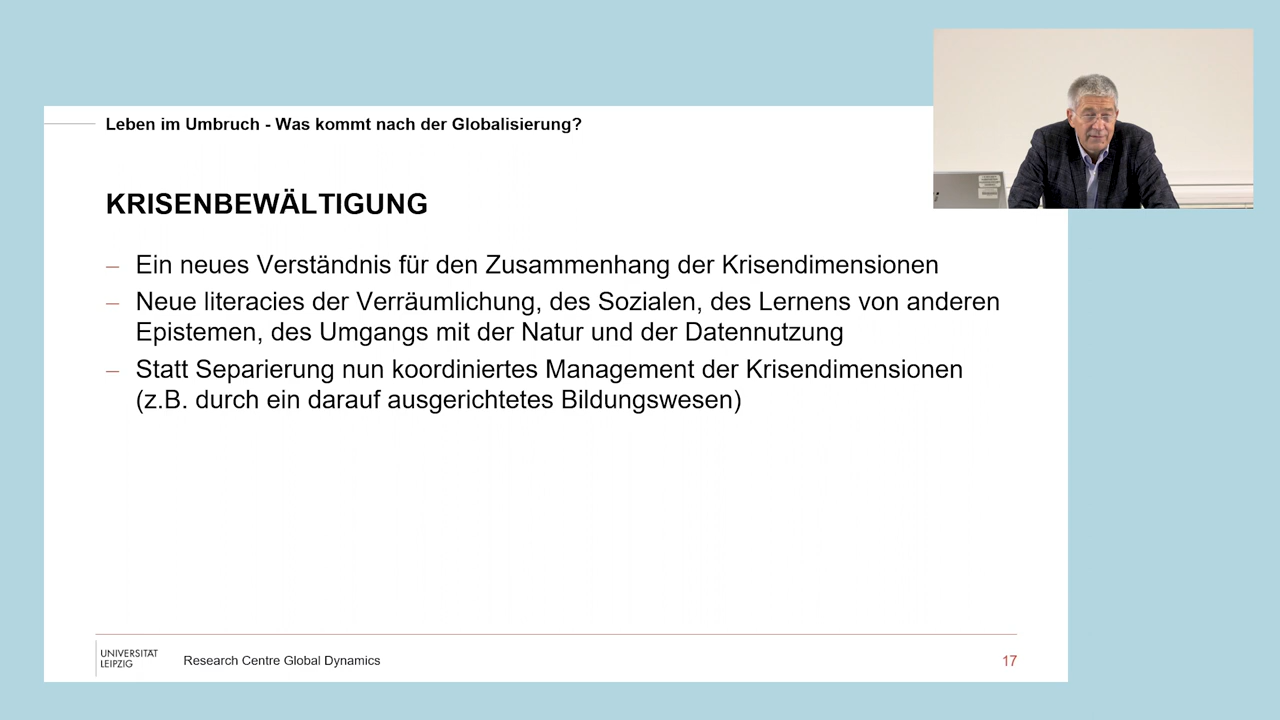 Leben im Umbruch - Was kommt nach der Globalisierung?
KRISENBEWÄLTIGUNG
– Ein neues Verständnis für den Zusammenhang der Krisendimensionen
– Neue literacies der Verräumlichung, des Sozialen, des Lernens von anderen
Epistemen, des Umgangs mit der Natur und der Datennutzung
– Statt Separierung nun koordiniertes Management der Krisendimensionen
(z.B. durch ein darauf ausgerichtetes Bildungswesen)
UNIVERSITÄT
LEIPZIG
Research Centre Global Dynamics
17